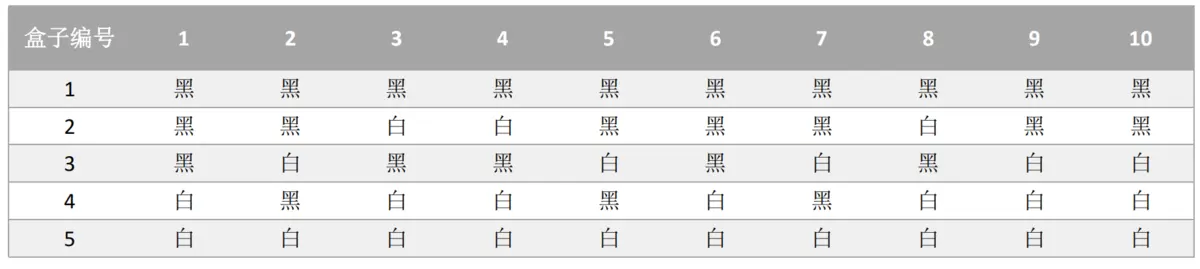 盒子编号 1 2 3 4 5 6 7 8 9 10
1 黑 黑 黑 黑 黑 黑 黑 黑 黑 黑
2 黑 黑 白 白 黑 黑 黑 白 黑 黑
3 黑 白 黑 黑 白 黑 白 黑 白 白
4 白 黑 白 白 黑 白 黑 白 白 白
5 白 白 白 白 白 白 白 白 白 白